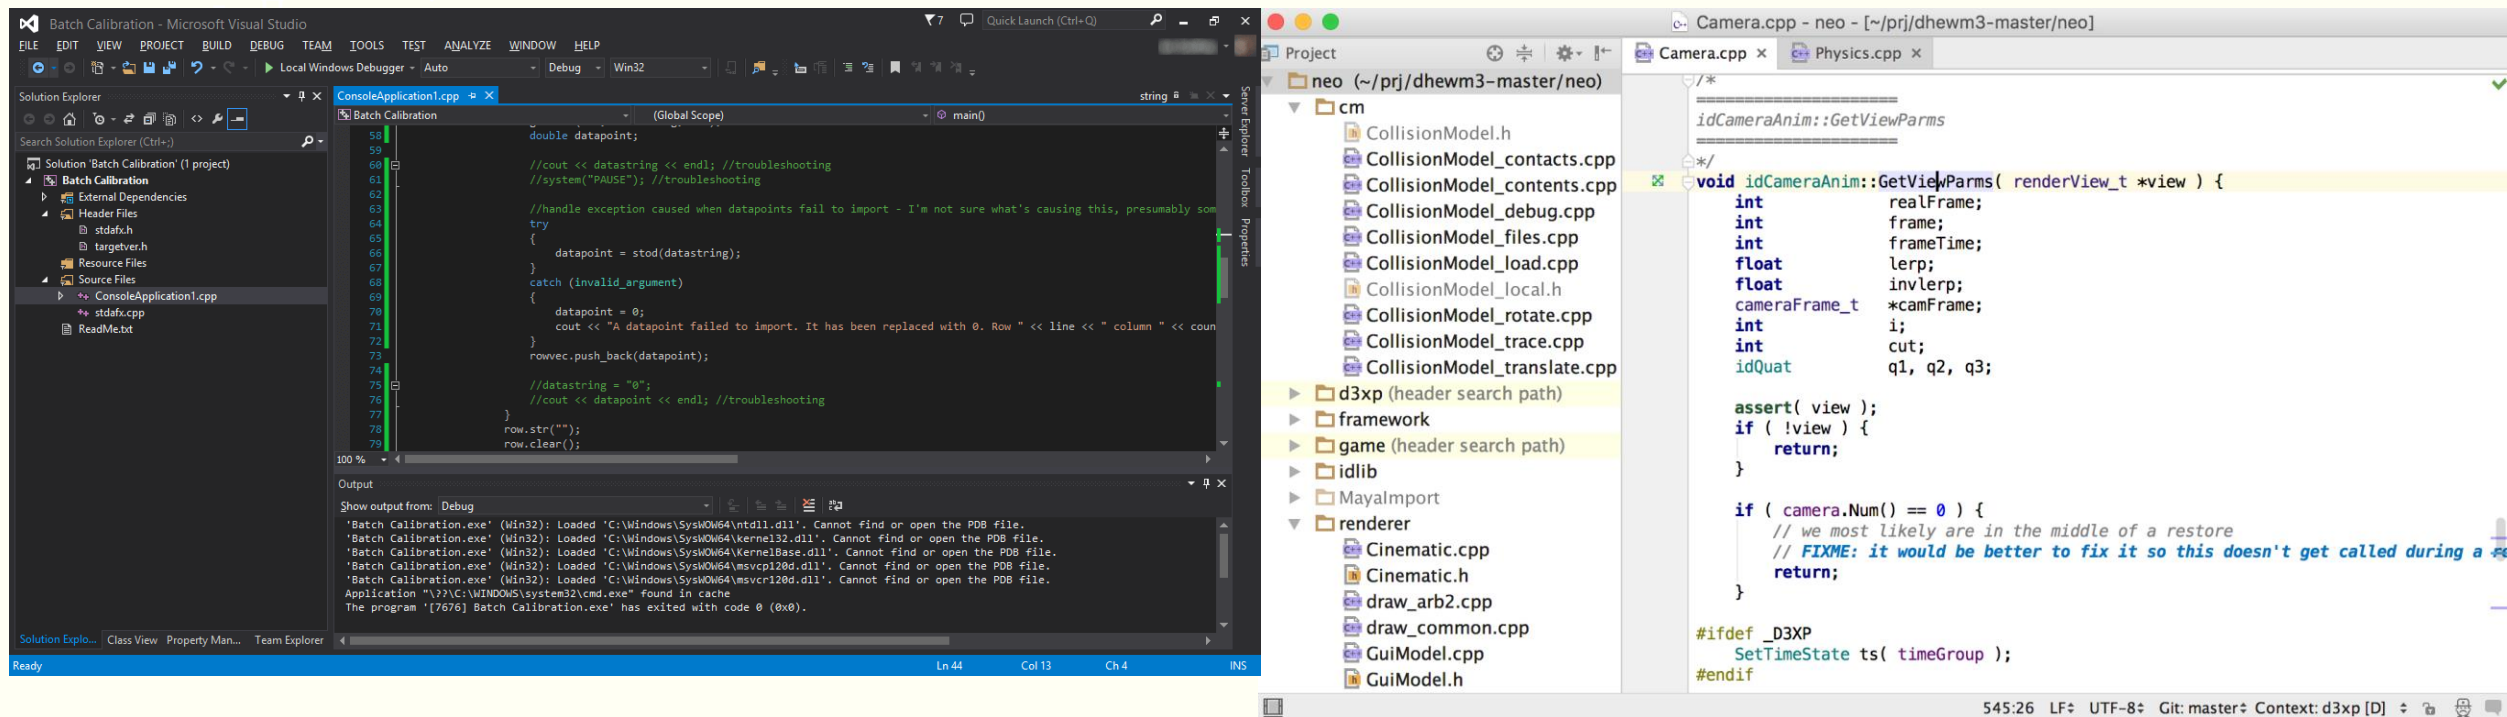 Batch Calibration - Microsoft Visual Studio
7
Quick Launch (Ctrl+Q)
FILE EDIT VIEW PROJECT BUILD DEBUG TEAM TOOLS TEST ANALYZE WINDOW HELP
Local Windows Debugger Auto Debug Win32
Solution Explorer
Search Solution Explorer (Ctrl+;)
Solution 'Batch Calibration' (1 project)
Batch Calibration
External Dependencies
Header Files
stdafx.h
targetver.h
Resource Files
Source Files
ConsoleApplication1.cpp
stdafx.cpp
ReadMe.txt
Solution Explo... Class View Property Man... Team Explorer
ConsoleApplication1.cpp
string
Batch Calibration (Global Scope) main()
58 double datapoint;
59
60 //cout << datastring << endl; //troubleshooting
61 //system("PAUSE"); //troubleshooting
62
63 //handle exception caused when datapoints fail to import - I'm not sure what's causing this, presumably som
64 try
65 {
66 datapoint = stod(datastring);
67 }
68 catch (invalid_argument)
69 {
70 datapoint = 0;
71 cout << "A datapoint failed to import. It has been replaced with 0. Row " << line << " column " << coun
72 }
73 rowvec.push_back(datapoint);
74
75 //datastring = "0";
76 //cout << datapoint << endl; //troubleshooting
77 }
78 row.str("");
79 row.clear();
100 %
Server Explorer
Toolbox
Properties
Output
Show output from: Debug
'Batch Calibration.exe' (Win32): Loaded 'C:\Windows\SysWOW64\ntdll.dll'. Cannot find or open the PDB file.
'Batch Calibration.exe' (Win32): Loaded 'C:\Windows\SysWOW64\kernel32.dll'. Cannot find or open the PDB file.
'Batch Calibration.exe' (Win32): Loaded 'C:\Windows\SysWOW64\KernelBase.dll'. Cannot find or open the PDB file.
'Batch Calibration.exe' (Win32): Loaded 'C:\Windows\SysWOW64\msvcp120d.dll'. Cannot find or open the PDB file.
'Batch Calibration.exe' (Win32): Loaded 'C:\Windows\SysWOW64\msvcr120d.dll'. Cannot find or open the PDB file.
Application "\??\C:\WINDOWS\system32\cmd.exe" found in cache
The program '[7676] Batch Calibration.exe' has exited with code 0 (0x0).
Ready Ln 44 Col 13 Ch 4 INS
Camera.cpp - neo - [~/prj/dhewm3-master/neo]
Project
neo (~/prj/dhewm3-master/neo)
cm
CollisionModel.h
CollisionModel_contacts.cpp
CollisionModel_contents.cpp
CollisionModel_debug.cpp
CollisionModel_files.cpp
CollisionModel_load.cpp
CollisionModel_local.h
CollisionModel_rotate.cpp
CollisionModel_trace.cpp
CollisionModel_translate.cpp
d3xp (header search path)
framework
game (header search path)
idlib
MayaImport
renderer
Cinematic.cpp
Cinematic.h
draw_arb2.cpp
draw_common.cpp
GuiModel.cpp
GuiModel.h
Camera.cpp Physics.cpp
/*
=====================
idCameraAnim::GetViewParms
=====================
*/
void idCameraAnim::GetViewParms( renderView_t *view ) {
int realFrame;
int frame;
int frameTime;
float lerp;
float invlerp;
cameraFrame_t *camFrame;
int i;
int cut;
idQuat q1, q2, q3;
assert( view );
if ( !view ) {
return;
}
if ( camera.Num() == 0 ) {
// we most likely are in the middle of a restore
// FIXME: it would be better to fix it so this doesn't get called during a
return;
}
#ifdef _D3XP
SetTimeState ts( timeGroup );
#endif
545:26 LF UTF-8 Git: master Context: d3xp [D]